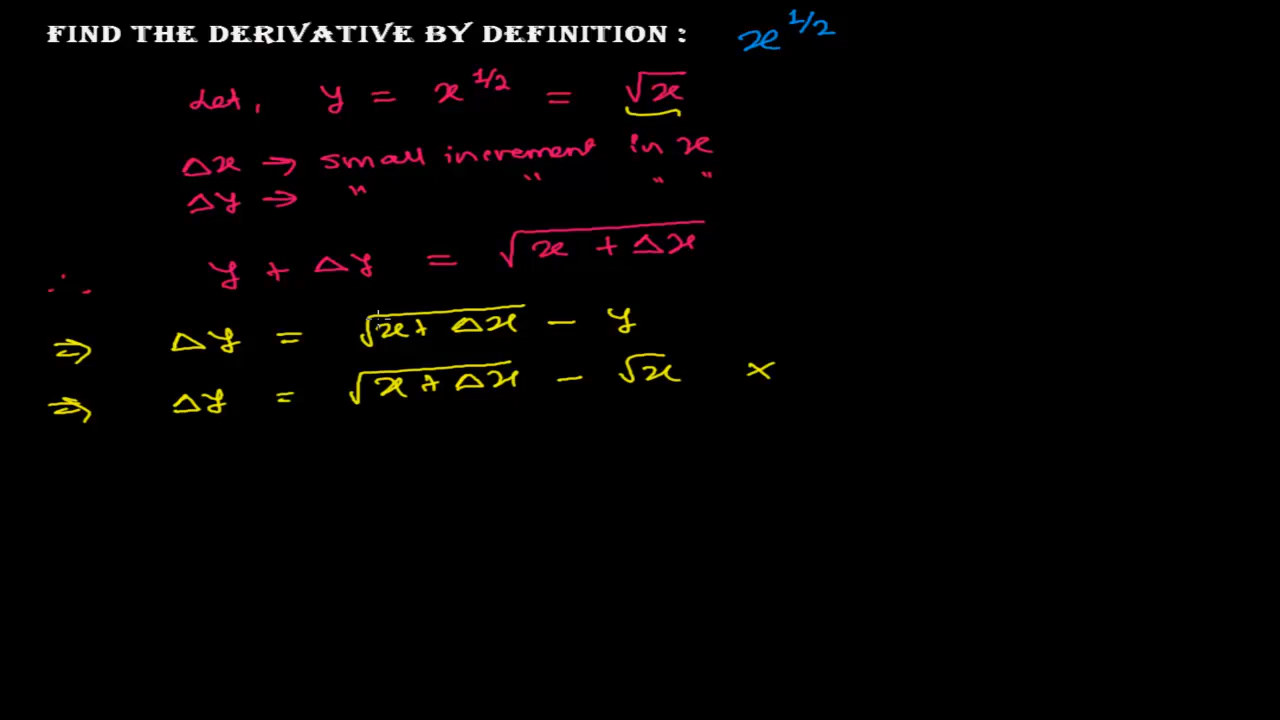 FIND THE DERIVATIVE BY DEFINITION : x^{1/2}
Let, y = x^{1/2} = √x
Δx → small increment in x
Δy → " " " "
∴ y + Δy = √(x + Δx)
⇒ Δy = √(x + Δx) - y
⇒ Δy = √(x + Δx) - √x ×